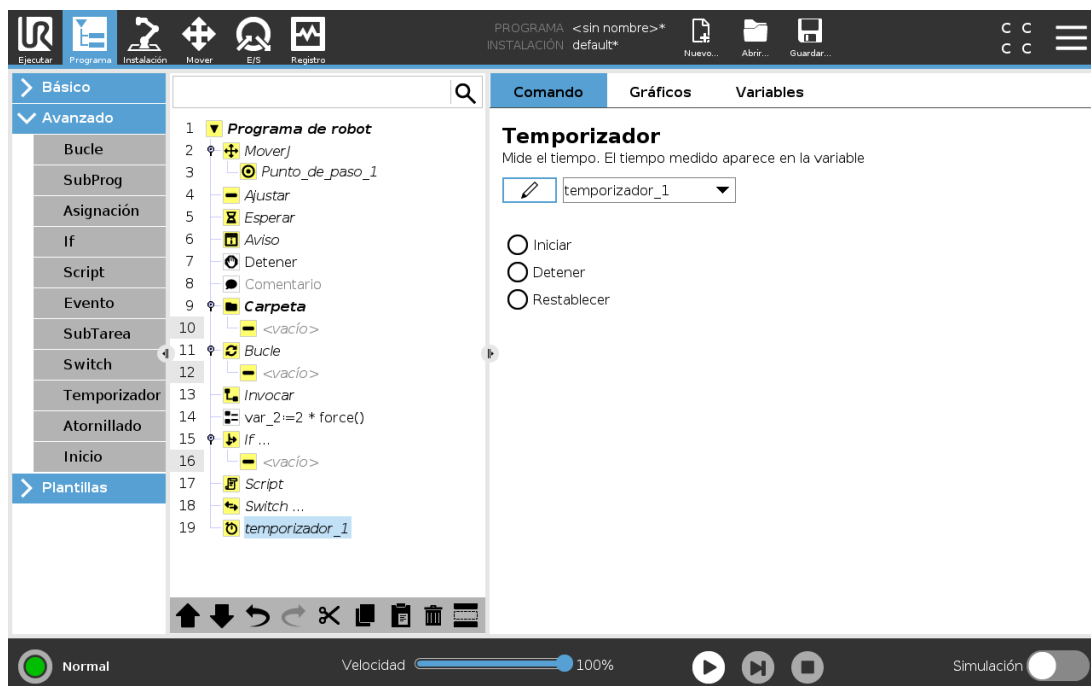 UR
PROGRAMA <sin nombre>*
INSTALACIÓN default*
C C
C C
Ejecutar Programa Instalación Mover E/S Registro Nuevo... Abrir... Guardar...
Básico
Avanzado
Bucle
SubProg
Asignación
If
Script
Evento
SubTarea
Switch
Temporizador
Atornillado
Inicio
Plantillas
1 Programa de robot
2 MoverJ
3 Punto_de_paso_1
4 Ajustar
5 Esperar
6 Aviso
7 Detener
8 Comentario
9 Carpeta
10 <vacío>
11 Bucle
12 <vacío>
13 Invocar
14 var_2:=2 * force()
15 If ...
16 <vacío>
17 Script
18 Switch ...
19 temporizador_1
Comando Gráficos Variables
Temporizador
Mide el tiempo. El tiempo medido aparece en la variable
temporizador_1
Iniciar
Detener
Restablecer
Normal Velocidad 100% Simulación